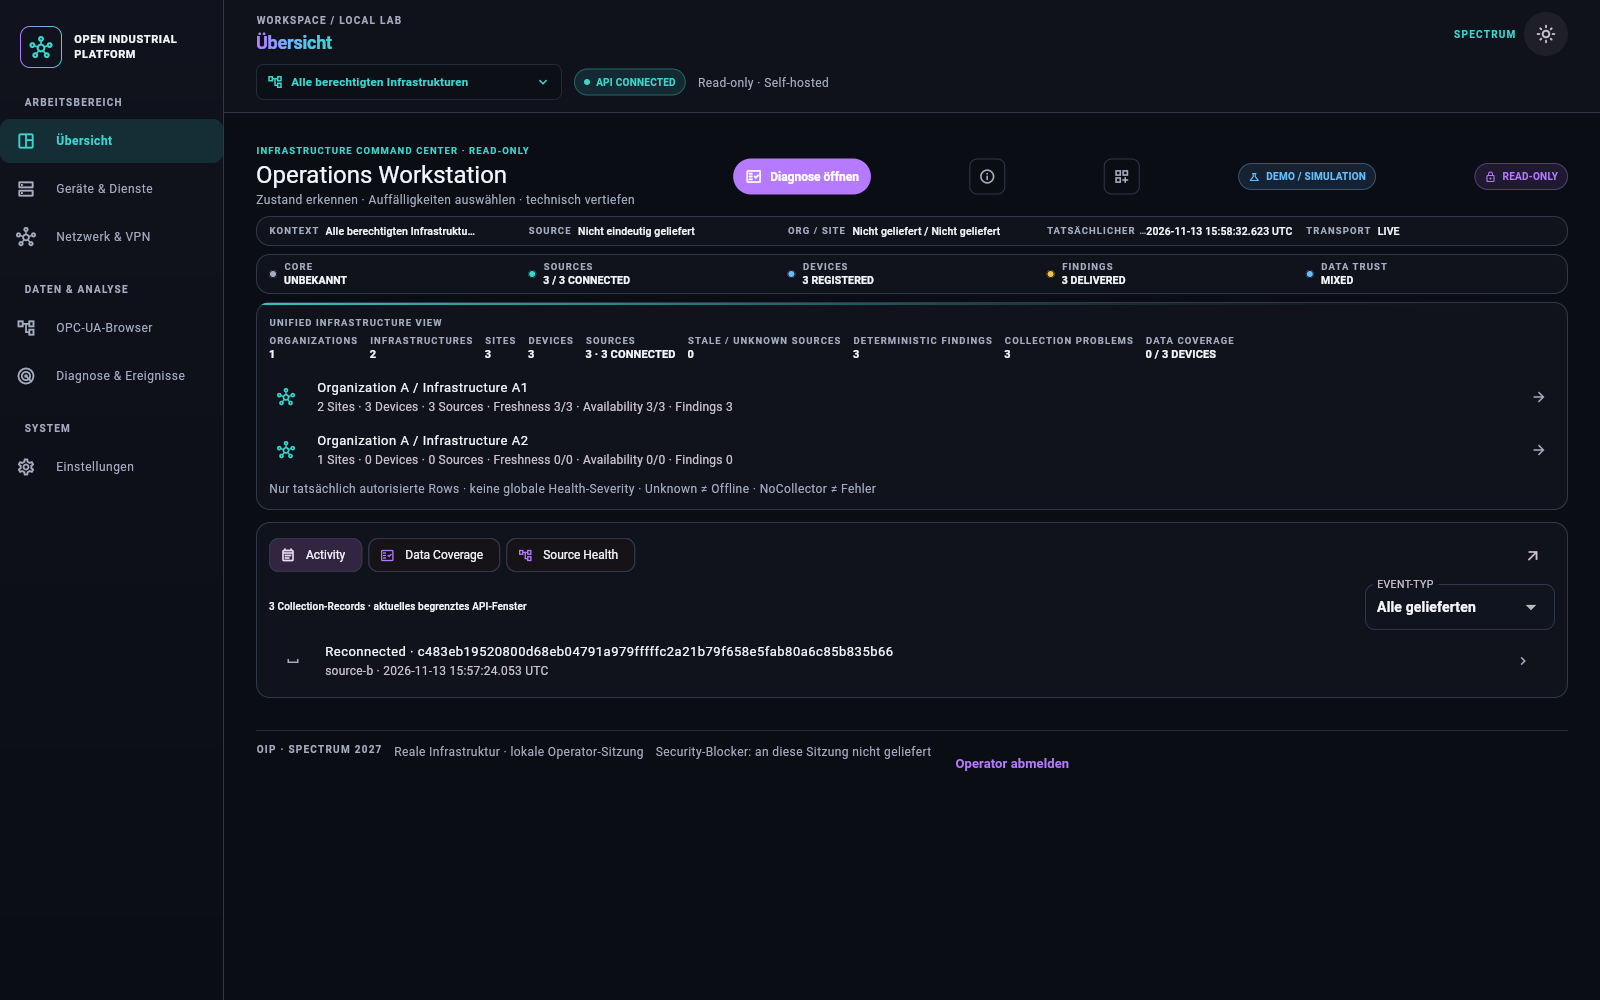 OPEN INDUSTRIAL
PLATFORM
ARBEITSBEREICH
Übersicht
Geräte & Dienste
Netzwerk & VPN
DATEN & ANALYSE
OPC-UA-Browser
Diagnose & Ereignisse
SYSTEM
Einstellungen
WORKSPACE / LOCAL LAB
Übersicht
SPECTRUM
Alle berechtigten Infrastrukturen
API CONNECTED
Read-only · Self-hosted
INFRASTRUCTURE COMMAND CENTER · READ-ONLY
Operations Workstation
Zustand erkennen · Auffälligkeiten auswählen · technisch vertiefen
Diagnose öffnen
DEMO / SIMULATION
READ-ONLY
KONTEXT Alle berechtigten Infrastruktu...
SOURCE Nicht eindeutig geliefert
ORG / SITE Nicht geliefert / Nicht geliefert
TATSÄCHLICHER ...2026-11-13 15:58:32.623 UTC
TRANSPORT LIVE
CORE
UNBEKANNT
SOURCES
3 / 3 CONNECTED
DEVICES
3 REGISTERED
FINDINGS
3 DELIVERED
DATA TRUST
MIXED
UNIFIED INFRASTRUCTURE VIEW
ORGANIZATIONS
1
INFRASTRUCTURES
2
SITES
3
DEVICES
3
SOURCES
3 · 3 CONNECTED
STALE / UNKNOWN SOURCES
0
DETERMINISTIC FINDINGS
3
COLLECTION PROBLEMS
3
DATA COVERAGE
0 / 3 DEVICES
Organization A / Infrastructure A1
2 Sites · 3 Devices · 3 Sources · Freshness 3/3 · Availability 3/3 · Findings 3
Organization A / Infrastructure A2
1 Sites · 0 Devices · 0 Sources · Freshness 0/0 · Availability 0/0 · Findings 0
Nur tatsächlich autorisierte Rows · keine globale Health-Severity · Unknown ≠ Offline · NoCollector ≠ Fehler
Activity
Data Coverage
Source Health
EVENT-TYP
Alle gelieferten
3 Collection-Records · aktuelles begrenztes API-Fenster
Reconnected · c483eb19520800d68eb04791a979fffffc2a21b79f658e5fab80a6c85b835b66
source-b · 2026-11-13 15:57:24.053 UTC
OIP · SPECTRUM 2027
Reale Infrastruktur · lokale Operator-Sitzung
Security-Blocker: an diese Sitzung nicht geliefert
Operator abmelden